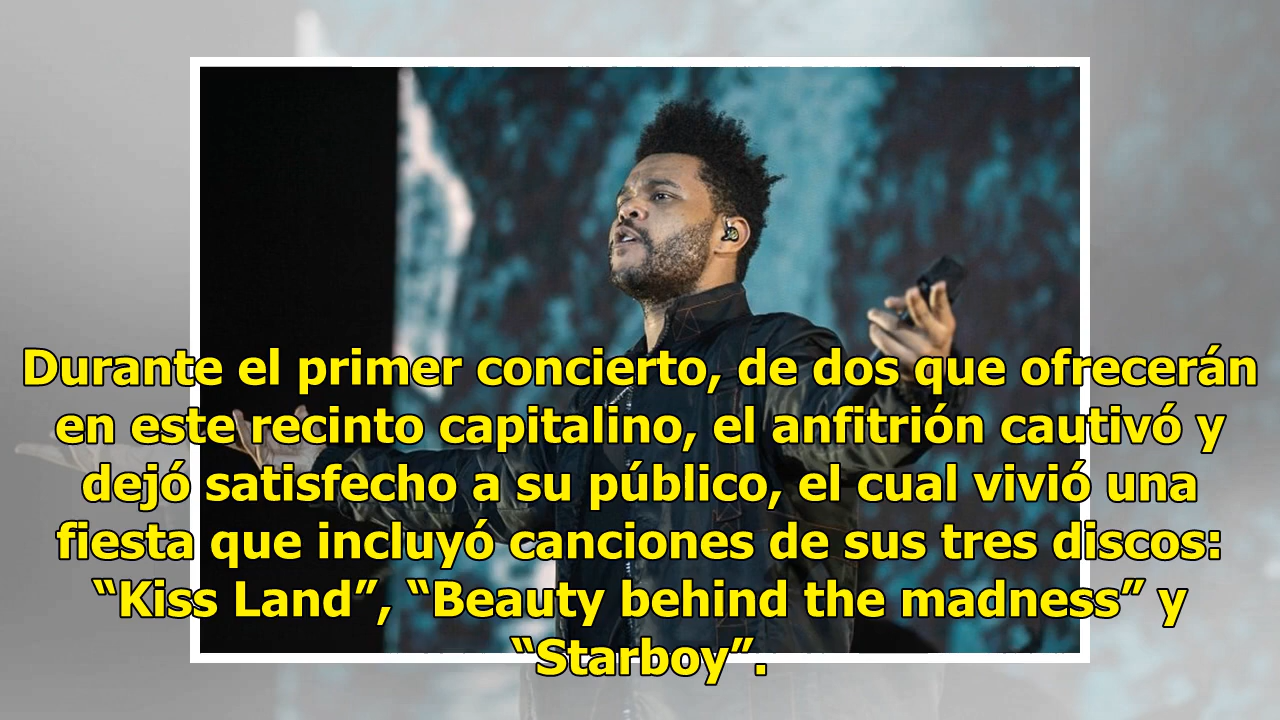 Durante el primer concierto, de dos que ofrecerán
en este recinto capitalino, el anfitrión cautivó y
dejó satisfecho a su público, el cual vivió una
fiesta que incluyó canciones de sus tres discos:
“Kiss Land”, “Beauty behind the madness” y
“Starboy”.